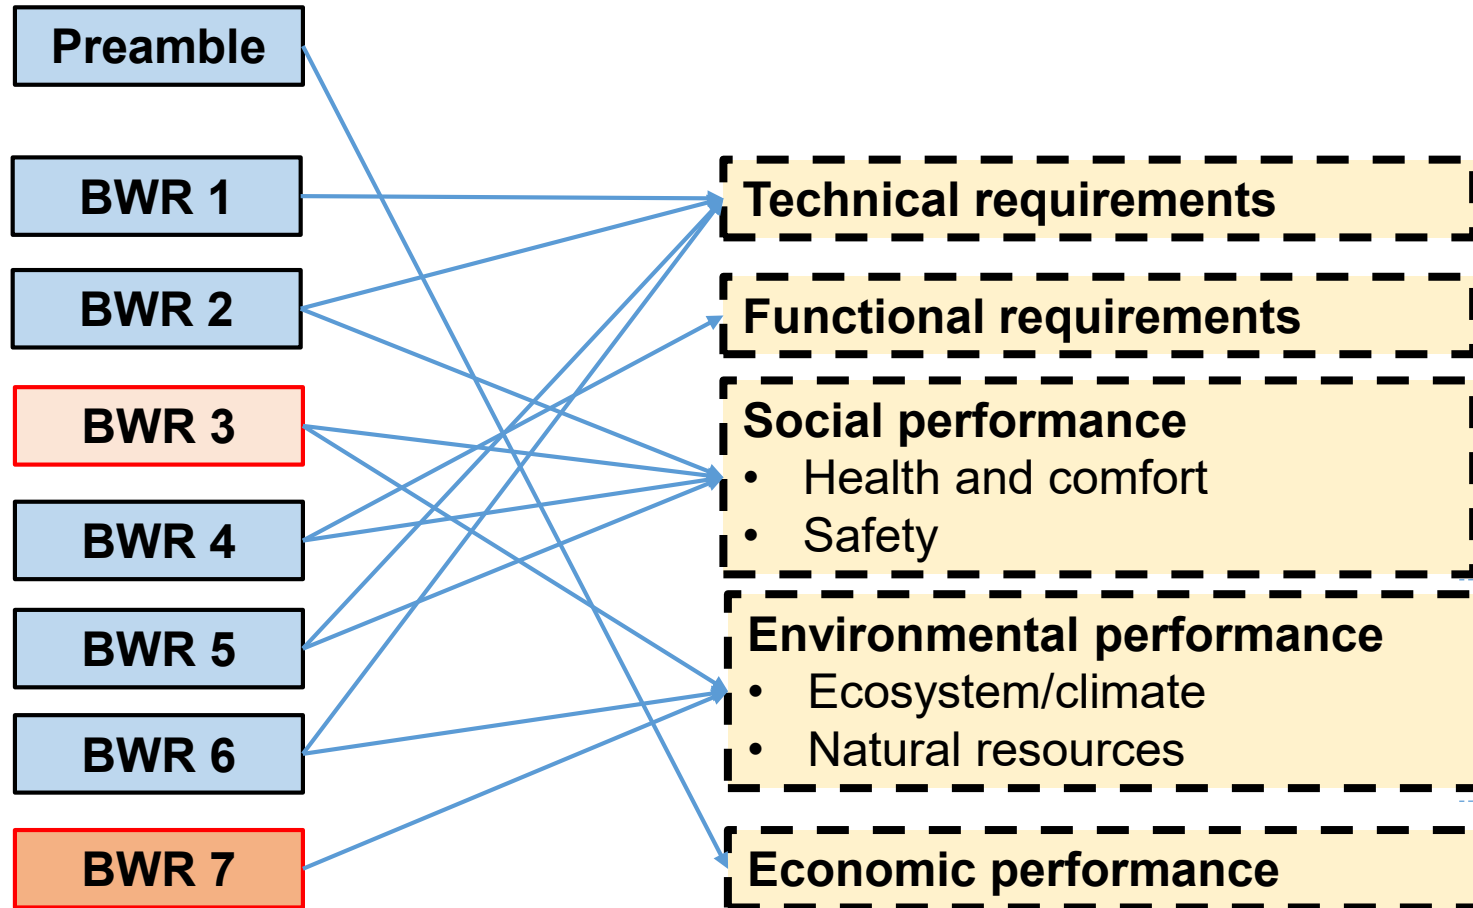 Preamble
BWR 1
BWR 2
BWR 3
BWR 4
BWR 5
BWR 6
BWR 7
Technical requirements
Functional requirements
Social performance
• Health and comfort
• Safety
Environmental performance
• Ecosystem/climate
• Natural resources
Economic performance